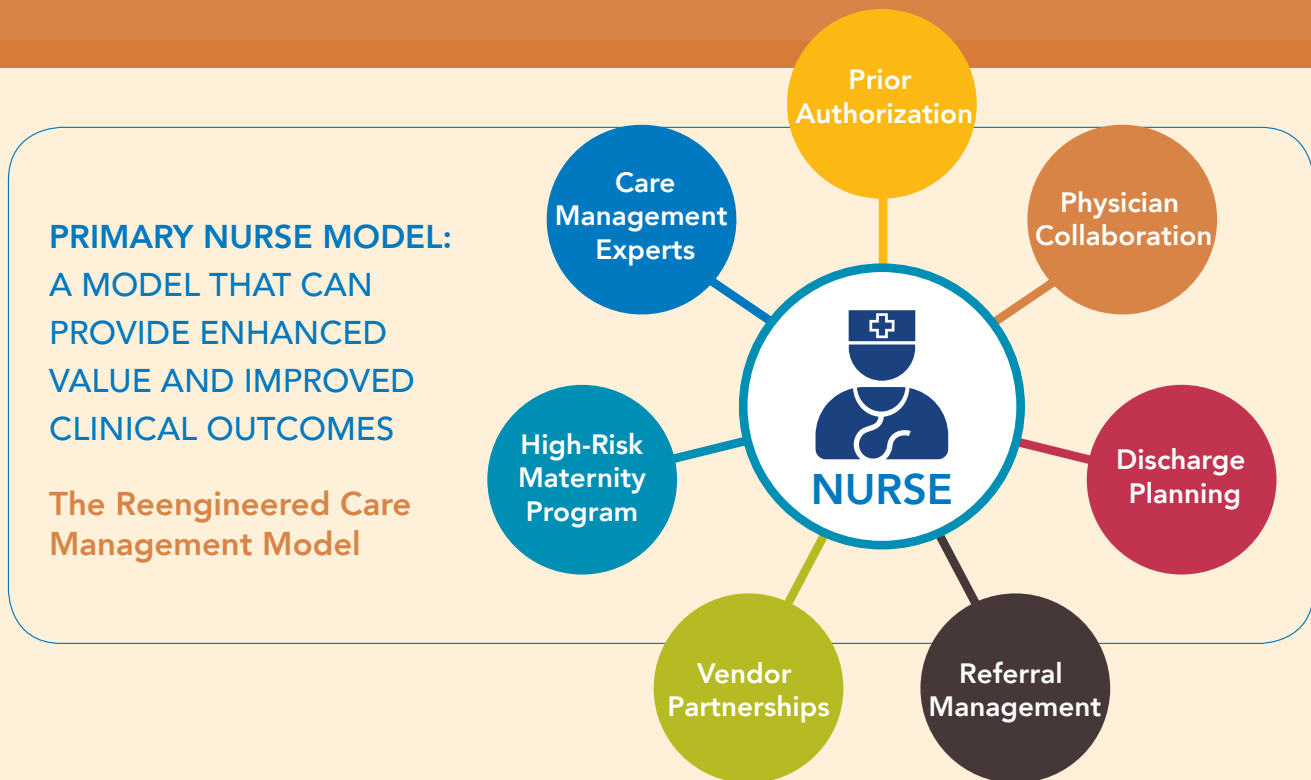 PRIMARY NURSE MODEL:
A MODEL THAT CAN
PROVIDE ENHANCED
VALUE AND IMPROVED
CLINICAL OUTCOMES
The Reengineered Care
Management Model
Prior
Authorization
Physician
Collaboration
Discharge
Planning
Referral
Management
Vendor
Partnerships
High-Risk
Maternity
Program
Care
Management
Experts
NURSE